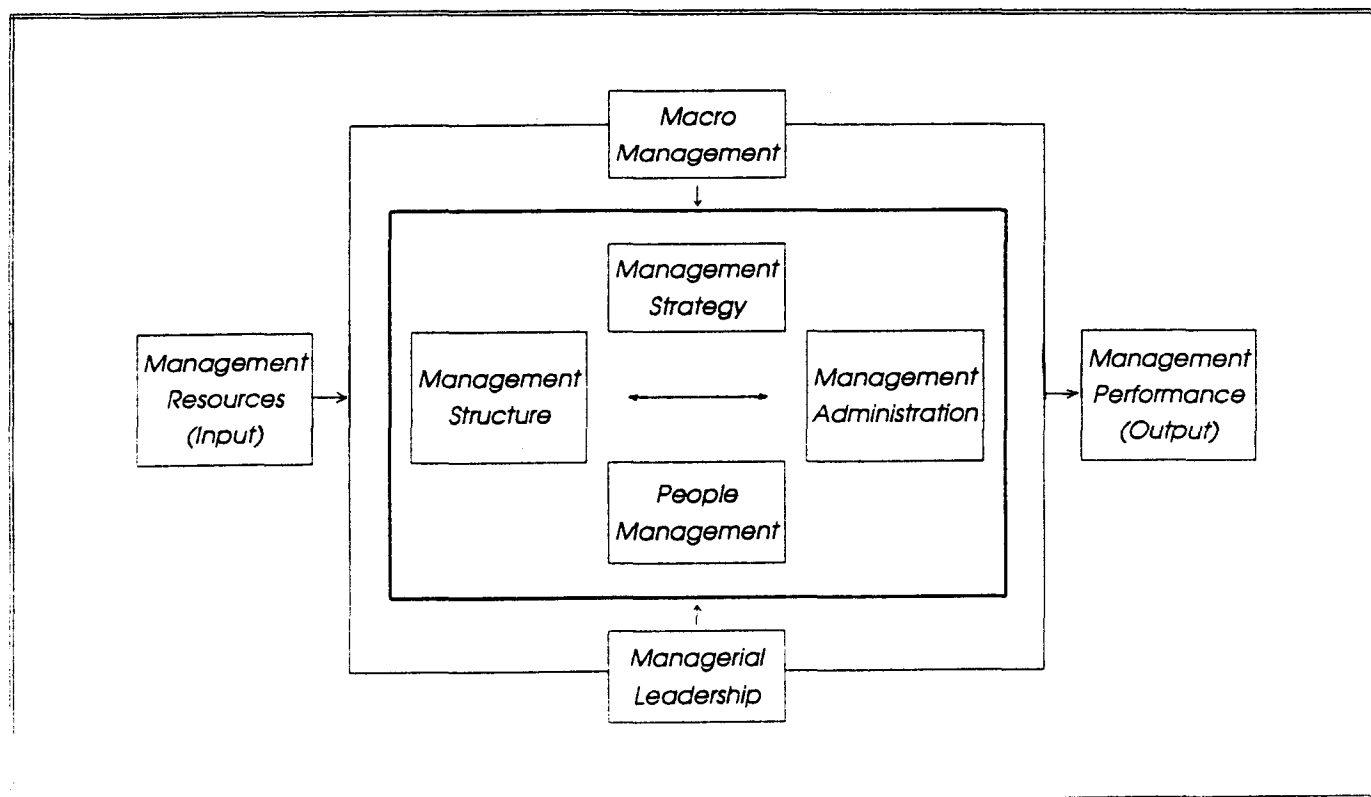 Macro
Management
Management
Strategy
Management
Resources
(Input)
Management
Structure
Management
Administration
Management
Performance
(Output)
People
Management
Managerial
Leadership